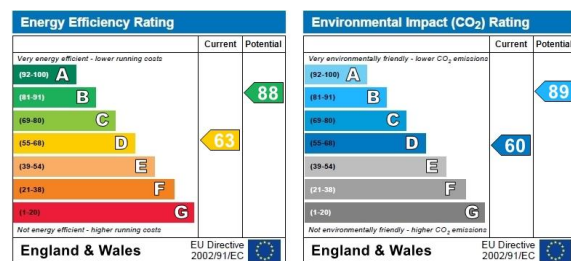 Energy Efficiency Rating
Current Potential
Very energy efficient - lower running costs
(92-100) A
(81-91) B
88
(69-80) C
(55-68) D
63
(39-54) E
(21-38) F
(1-20) G
Not energy efficient - higher running costs
England & Wales
EU Directive
2002/91/EC
Environmental Impact (CO₂) Rating
Current Potential
Very environmentally friendly - lower CO₂ emissions
(92-100) A
(81-91) B
89
(69-80) C
(55-68) D
60
(39-54) E
(21-38) F
(1-20) G
Not environmentally friendly - higher CO₂ emissions
England & Wales
EU Directive
2002/91/EC